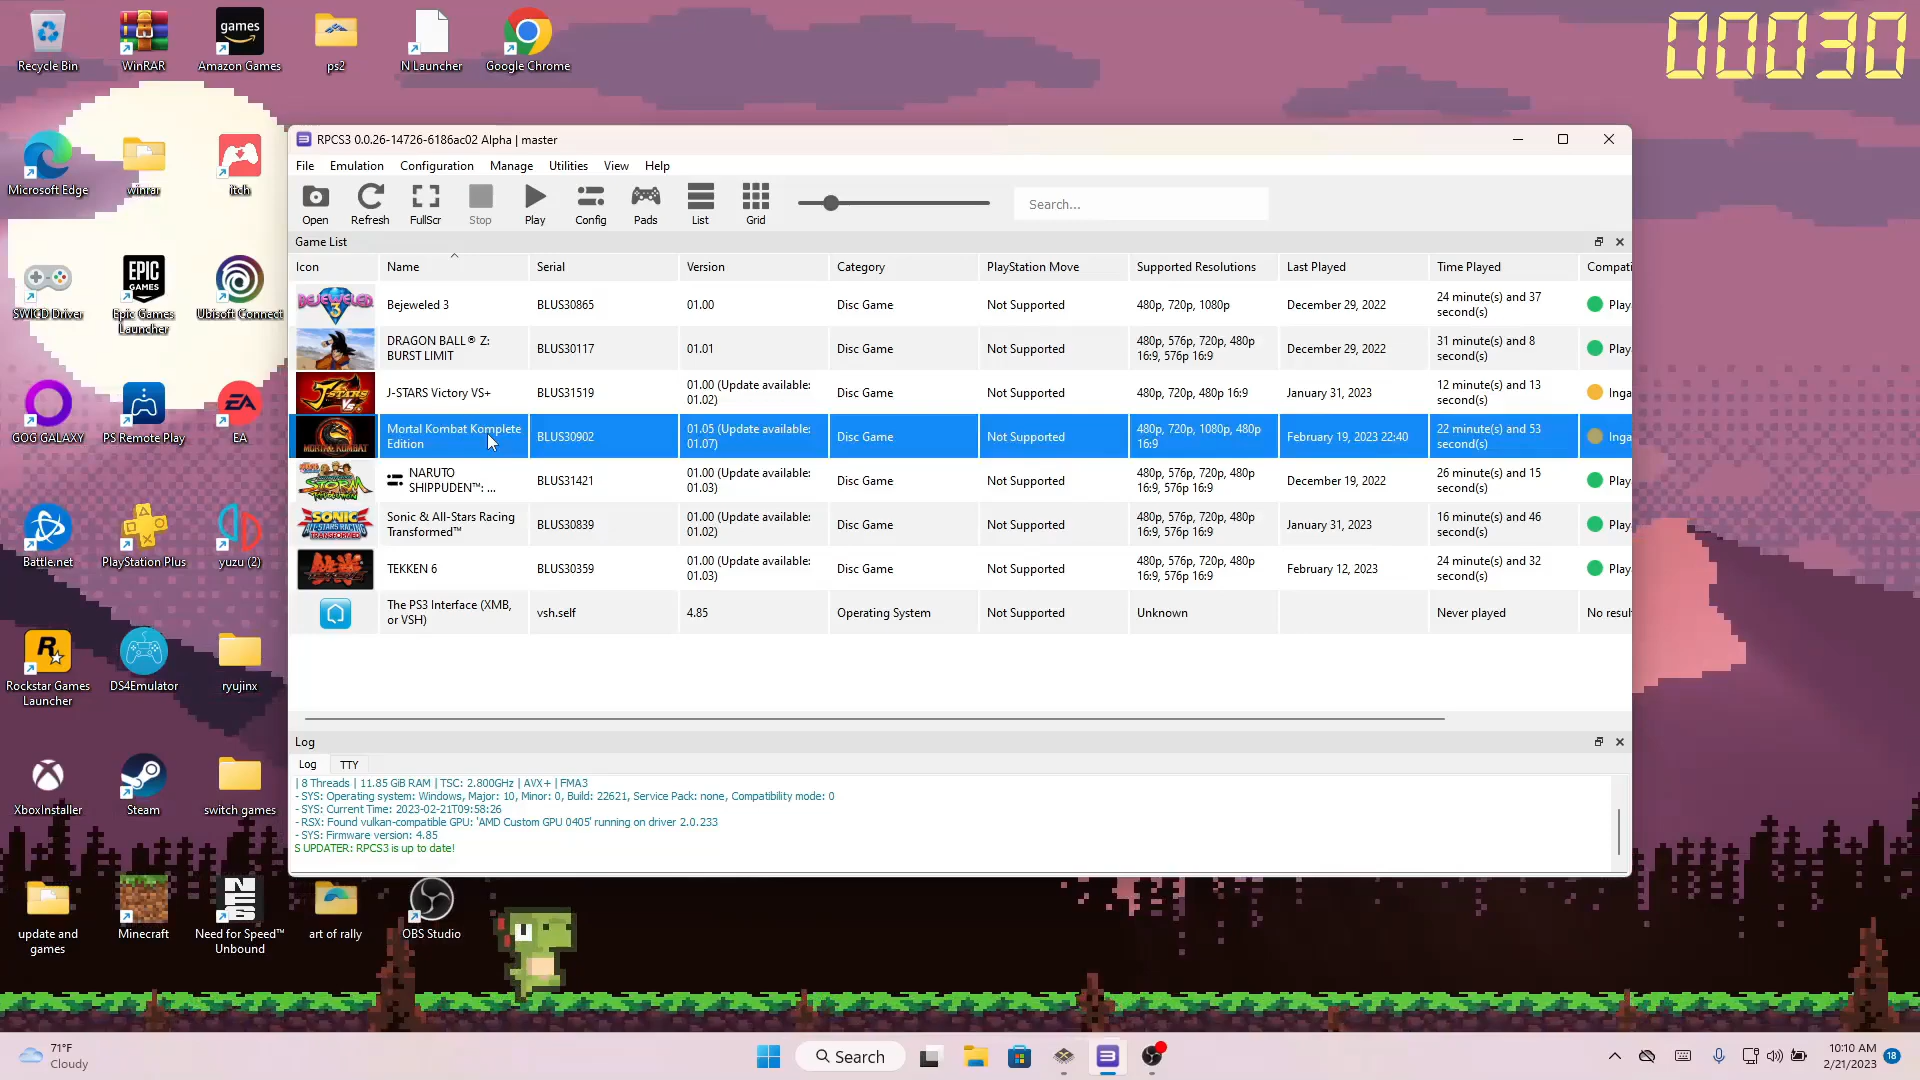 00030
Recycle Bin
WinRAR
games
Amazon Games
ps2
N Launcher
Google Chrome
RPCS3 0.0.26-14726-6186ac02 Alpha | master
File Emulation Configuration Manage Utilities View Help
Open Refresh FullScr Stop Play Config Pads List Grid
Search...
Game List
Icon Name Serial Version Category PlayStation Move Supported Resolutions Last Played Time Played Compati
BEJEWELED 3
Bejeweled 3 BLUS30865 01.00 Disc Game Not Supported 480p, 720p, 1080p December 29, 2022 24 minute(s) and 37
second(s) Play
DRAGON BALL® Z:
BURST LIMIT BLUS30117 01.01 Disc Game Not Supported 480p, 576p, 720p, 480p
16:9, 576p 16:9 December 29, 2022 31 minute(s) and 8
second(s) Play
J-STARS VS+
J-STARS Victory VS+ BLUS31519 01.00 (Update available:
01.02) Disc Game Not Supported 480p, 720p, 480p 16:9 January 31, 2023 12 minute(s) and 13
second(s) Inga
MORTAL KOMBAT
Mortal Kombat Komplete
Edition BLUS30902 01.05 (Update available:
01.07) Disc Game Not Supported 480p, 720p, 1080p, 480p
16:9 February 19, 2023 22:40 22 minute(s) and 53
second(s) Inga
STORM
NARUTO
SHIPPUDEN™: ... BLUS31421 01.00 (Update available:
01.03) Disc Game Not Supported 480p, 576p, 720p, 480p
16:9, 576p 16:9 December 19, 2022 26 minute(s) and 15
second(s) Play
SONIC
ALL-STARS RACING
TRANSFORMED
Sonic & All-Stars Racing
Transformed™ BLUS30839 01.00 (Update available:
01.02) Disc Game Not Supported 480p, 576p, 720p, 480p
16:9, 576p 16:9 January 31, 2023 16 minute(s) and 46
second(s) Play
TEKKEN 6 BLUS30359 01.00 (Update available:
01.03) Disc Game Not Supported 480p, 576p, 720p, 480p
16:9, 576p 16:9 February 12, 2023 24 minute(s) and 32
second(s) Play
The PS3 Interface (XMB,
or VSH) vsh.self 4.85 Operating System Not Supported Unknown Never played No resul
Log
Log TTY
| 8 Threads | 11.85 GiB RAM | TSC: 2.800GHz | AVX+ | FMA3
- SYS: Operating system: Windows, Major: 10, Minor: 0, Build: 22621, Service Pack: none, Compatibility mode: 0
- SYS: Current Time: 2023-02-21T09:58:26
- RSX: Found vulkan-compatible GPU: 'AMD Custom GPU 0405' running on driver 2.0.233
- SYS: Firmware version: 4.85
S UPDATER: RPCS3 is up to date!
Microsoft Edge
winrar
itch
SWICD Driver
EPIC
GAMES
Epic Games
Launcher
Ubisoft Connect
GOG GALAXY
PS Remote Play
EA
EA
Battle.net
PlayStation Plus
yuzu (2)
R
Rockstar Games
Launcher
DS4Emulator
ryujinx
XboxInstaller
Steam
switch games
update and
games
Minecraft
Need for Speed™
Unbound
art of rally
OBS Studio
71°F
Cloudy
Search
10:10 AM
2/21/2023
18